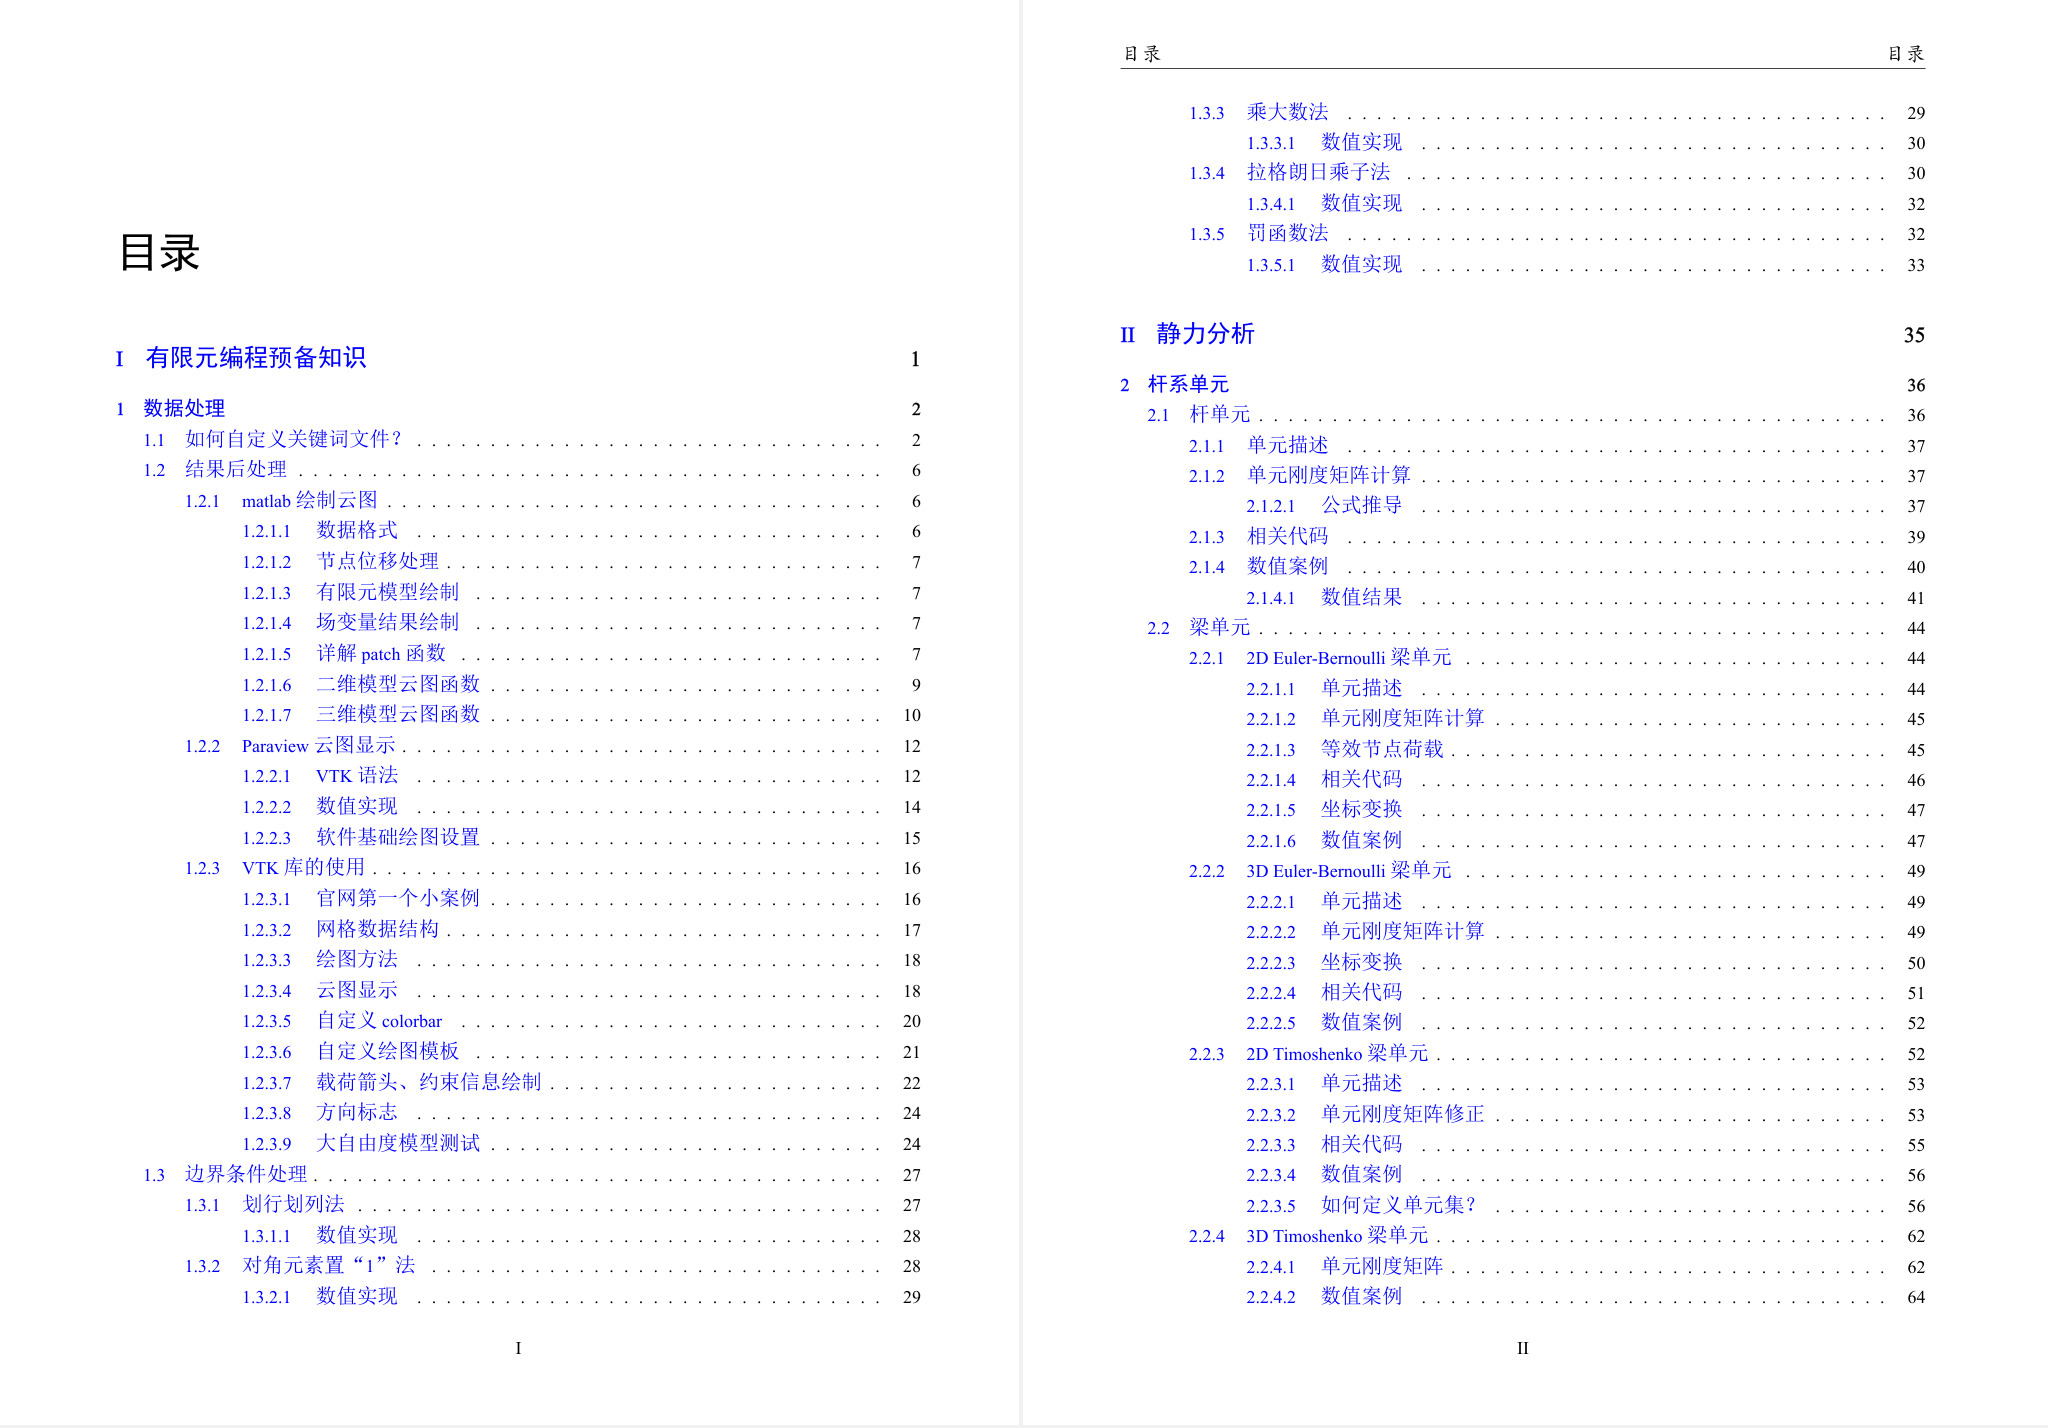 目录
I 有限元编程预备知识 1
1 数据处理 2
1.1 如何自定义关键词文件? . . . . . . . . . . 2
1.2 结果后处理 . . . . . . . . . . 6
1.2.1 matlab 绘制云图 . . . . . . . . . . 6
1.2.1.1 数据格式 . . . . . . . . . . 6
1.2.1.2 节点位移处理 . . . . . . . . . . 7
1.2.1.3 有限元模型绘制 . . . . . . . . . . 7
1.2.1.4 场变量结果绘制 . . . . . . . . . . 7
1.2.1.5 详解 patch 函数 . . . . . . . . . . 7
1.2.1.6 二维模型云图函数 . . . . . . . . . . 9
1.2.1.7 三维模型云图函数 . . . . . . . . . . 10
1.2.2 Paraview 云图显示 . . . . . . . . . . 12
1.2.2.1 VTK 语法 . . . . . . . . . . 12
1.2.2.2 数值实现 . . . . . . . . . . 14
1.2.2.3 软件基础绘图设置 . . . . . . . . . . 15
1.2.3 VTK 库的使用 . . . . . . . . . . 16
1.2.3.1 官网第一个小案例 . . . . . . . . . . 16
1.2.3.2 网格数据结构 . . . . . . . . . . 17
1.2.3.3 绘图方法 . . . . . . . . . . 18
1.2.3.4 云图显示 . . . . . . . . . . 18
1.2.3.5 自定义 colorbar . . . . . . . . . . 20
1.2.3.6 自定义绘图模板 . . . . . . . . . . 21
1.2.3.7 载荷箭头、约束信息绘制 . . . . . . . . . . 22
1.2.3.8 方向标志 . . . . . . . . . . 24
1.2.3.9 大自由度模型测试 . . . . . . . . . . 24
1.3 边界条件处理 . . . . . . . . . . 27
1.3.1 划行划列法 . . . . . . . . . . 27
1.3.1.1 数值实现 . . . . . . . . . . 28
1.3.2 对角元素置“1”法 . . . . . . . . . . 28
1.3.2.1 数值实现 . . . . . . . . . . 29
I
目录 目录
1.3.3 乘大数法 . . . . . . . . . . 29
1.3.3.1 数值实现 . . . . . . . . . . 30
1.3.4 拉格朗日乘子法 . . . . . . . . . . 30
1.3.4.1 数值实现 . . . . . . . . . . 32
1.3.5 罚函数法 . . . . . . . . . . 32
1.3.5.1 数值实现 . . . . . . . . . . 33
II 静力分析 35
2 杆系单元 36
2.1 杆单元 . . . . . . . . . . 36
2.1.1 单元描述 . . . . . . . . . . 37
2.1.2 单元刚度矩阵计算 . . . . . . . . . . 37
2.1.2.1 公式推导 . . . . . . . . . . 37
2.1.3 相关代码 . . . . . . . . . . 39
2.1.4 数值案例 . . . . . . . . . . 40
2.1.4.1 数值结果 . . . . . . . . . . 41
2.2 梁单元 . . . . . . . . . . 44
2.2.1 2D Euler-Bernoulli 梁单元 . . . . . . . . . . 44
2.2.1.1 单元描述 . . . . . . . . . . 44
2.2.1.2 单元刚度矩阵计算 . . . . . . . . . . 45
2.2.1.3 等效节点荷载 . . . . . . . . . . 45
2.2.1.4 相关代码 . . . . . . . . . . 46
2.2.1.5 坐标变换 . . . . . . . . . . 47
2.2.1.6 数值案例 . . . . . . . . . . 47
2.2.2 3D Euler-Bernoulli 梁单元 . . . . . . . . . . 49
2.2.2.1 单元描述 . . . . . . . . . . 49
2.2.2.2 单元刚度矩阵计算 . . . . . . . . . . 49
2.2.2.3 坐标变换 . . . . . . . . . . 50
2.2.2.4 相关代码 . . . . . . . . . . 51
2.2.2.5 数值案例 . . . . . . . . . . 52
2.2.3 2D Timoshenko 梁单元 . . . . . . . . . . 52
2.2.3.1 单元描述 . . . . . . . . . . 53
2.2.3.2 单元刚度矩阵修正 . . . . . . . . . . 53
2.2.3.3 相关代码 . . . . . . . . . . 55
2.2.3.4 数值案例 . . . . . . . . . . 56
2.2.3.5 如何定义单元集? . . . . . . . . . . 56
2.2.4 3D Timoshenko 梁单元 . . . . . . . . . . 62
2.2.4.1 单元刚度矩阵 . . . . . . . . . . 62
2.2.4.2 数值案例 . . . . . . . . . . 64
II